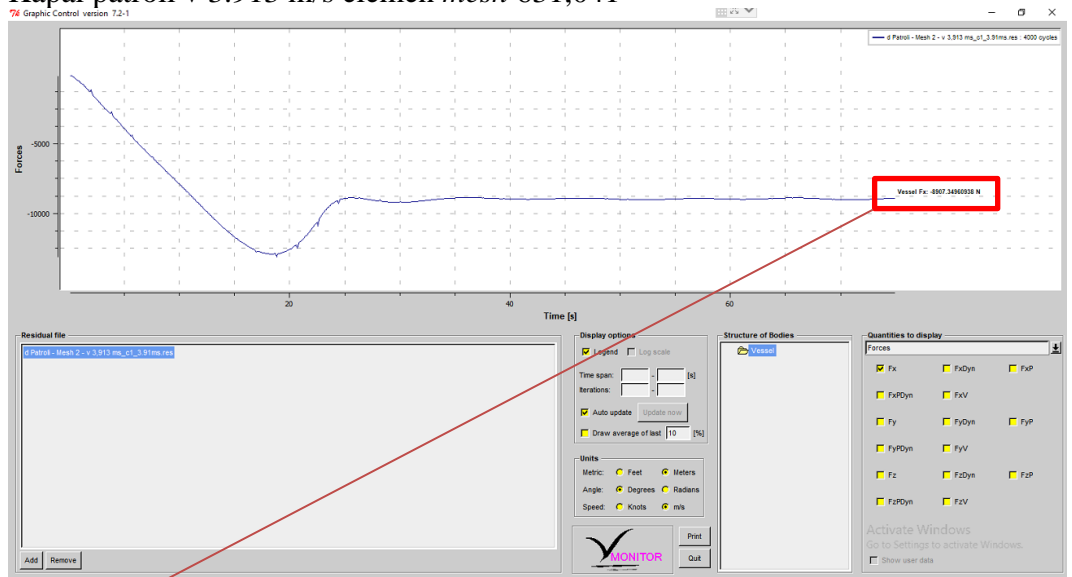 Kapal patroli v 3.913 m/s elemen mesh 851,041
Graphic Control version 7.2-1
d Patroli - Mesh 2 - v 3,913 ms_c1_3.91ms.res : 4000 cycles
Forces
-5000
-10000
Vessel Fx: -8907.34960938 N
20
40
60
Time [s]
Residual file
d Patroli - Mesh 2 - v 3,913 ms_c1_3.91ms.res
Add Remove
Display options
Legend Log scale
Time span: - [s]
Iterations: -
Auto update Update now
Draw average of last 10 [%]
Units
Metric: Feet Meters
Angle: Degrees Radians
Speed: Knots m/s
MONITOR
Print
Quit
Structure of Bodies
Vessel
Quantities to display
Forces
Fx FxDyn FxP
FxPDyn FxV
Fy FyDyn FyP
FyPDyn FyV
Fz FzDyn FzP
FzPDyn FzV
Activate Windows
Go to Settings to activate Windows.
Show user data